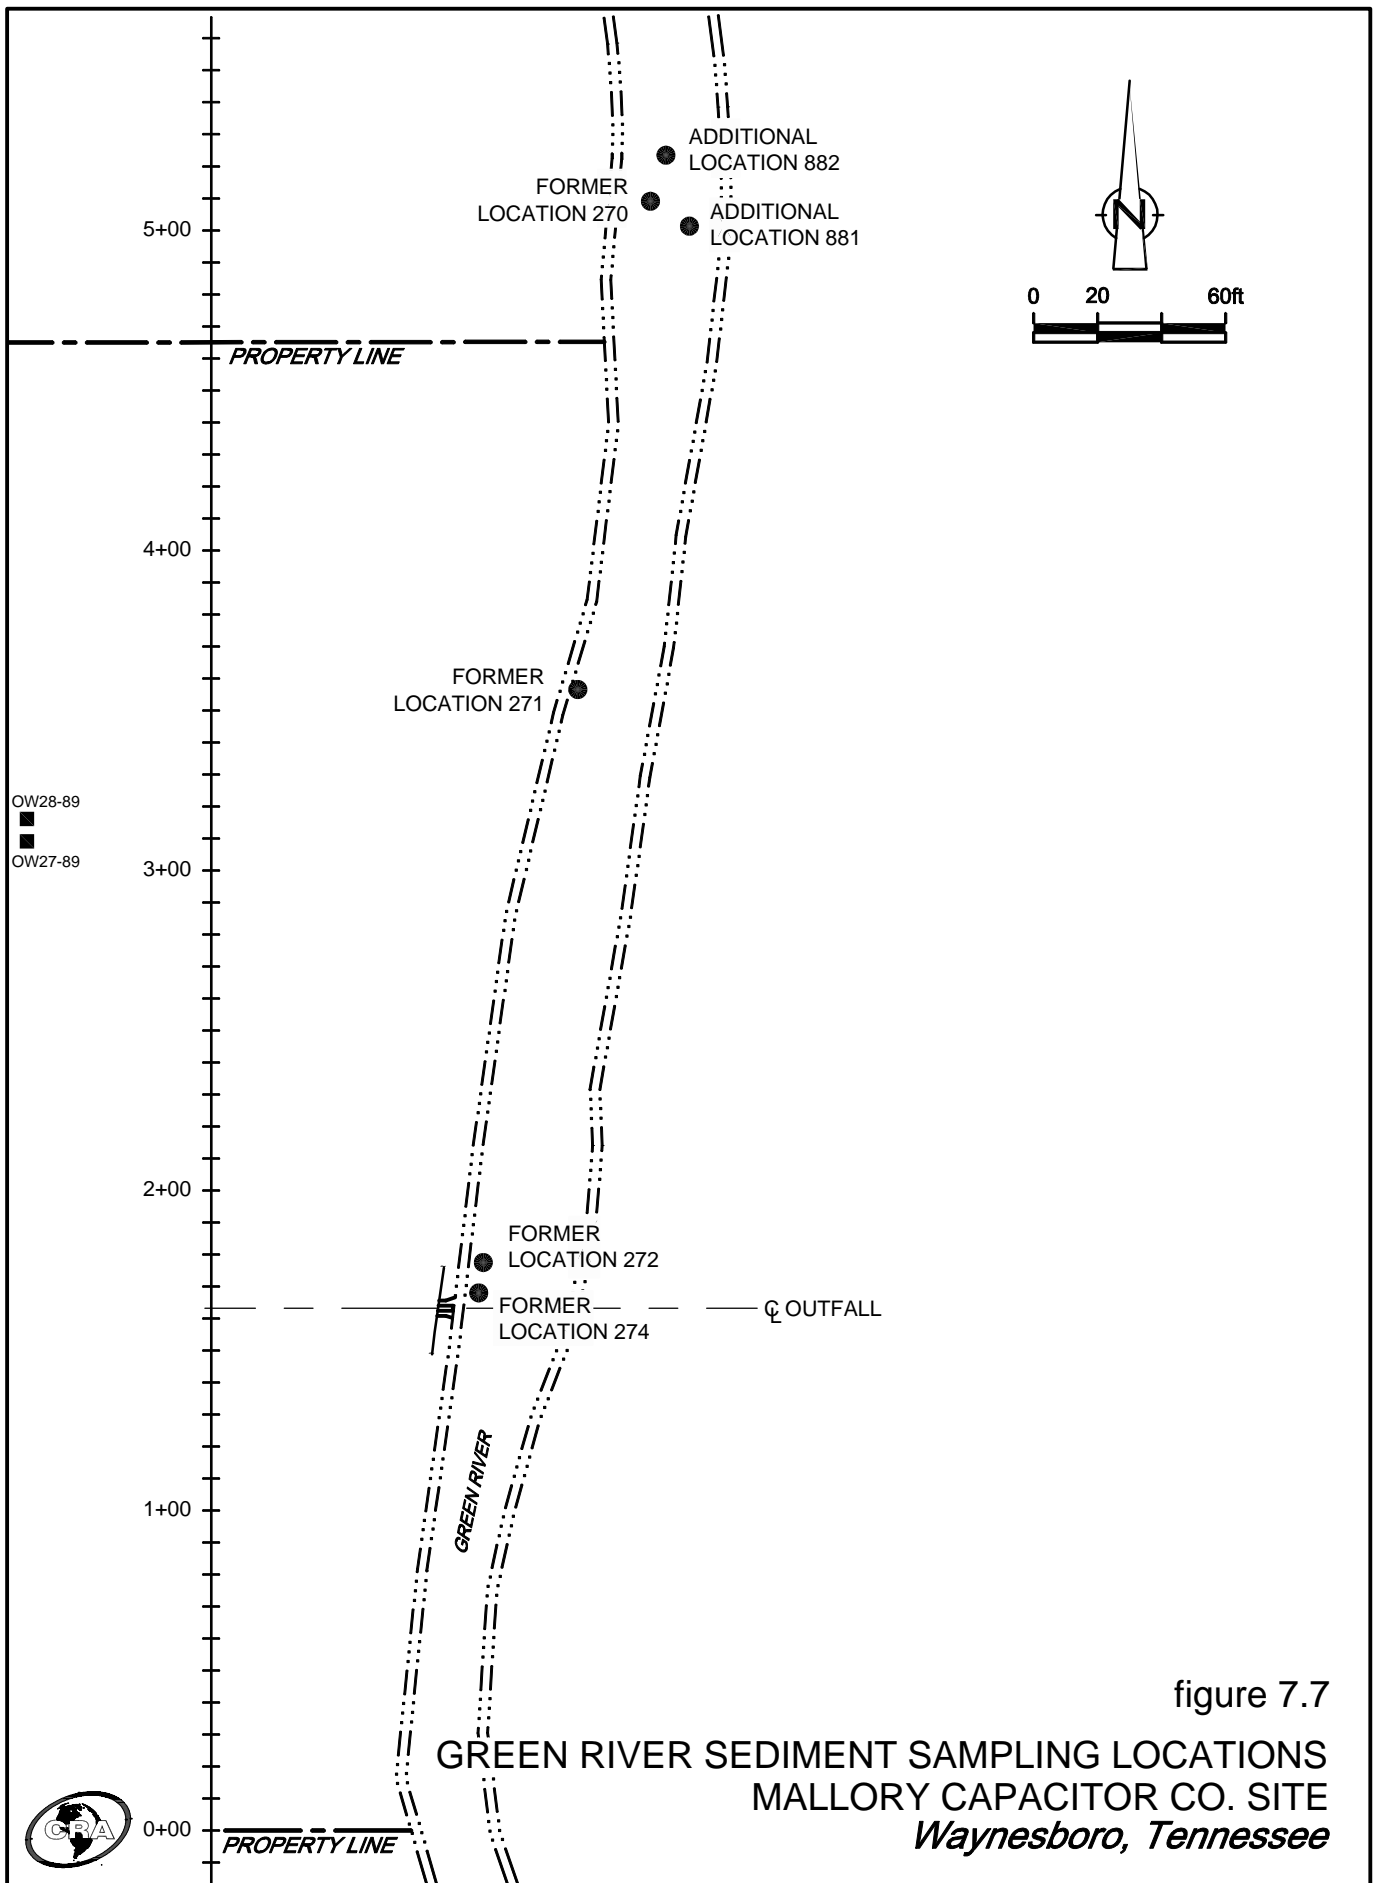 ADDITIONAL
LOCATION 882
FORMER
LOCATION 270
ADDITIONAL
LOCATION 881
N
5+00
0 20 60ft
PROPERTY LINE
4+00
FORMER
LOCATION 271
OW28-89
OW27-89
3+00
2+00
FORMER
LOCATION 272
FORMER
LOCATION 274
℄ OUTFALL
GREEN RIVER
1+00
figure 7.7
GREEN RIVER SEDIMENT SAMPLING LOCATIONS
MALLORY CAPACITOR CO. SITE
Waynesboro, Tennessee
CRA
0+00
PROPERTY LINE